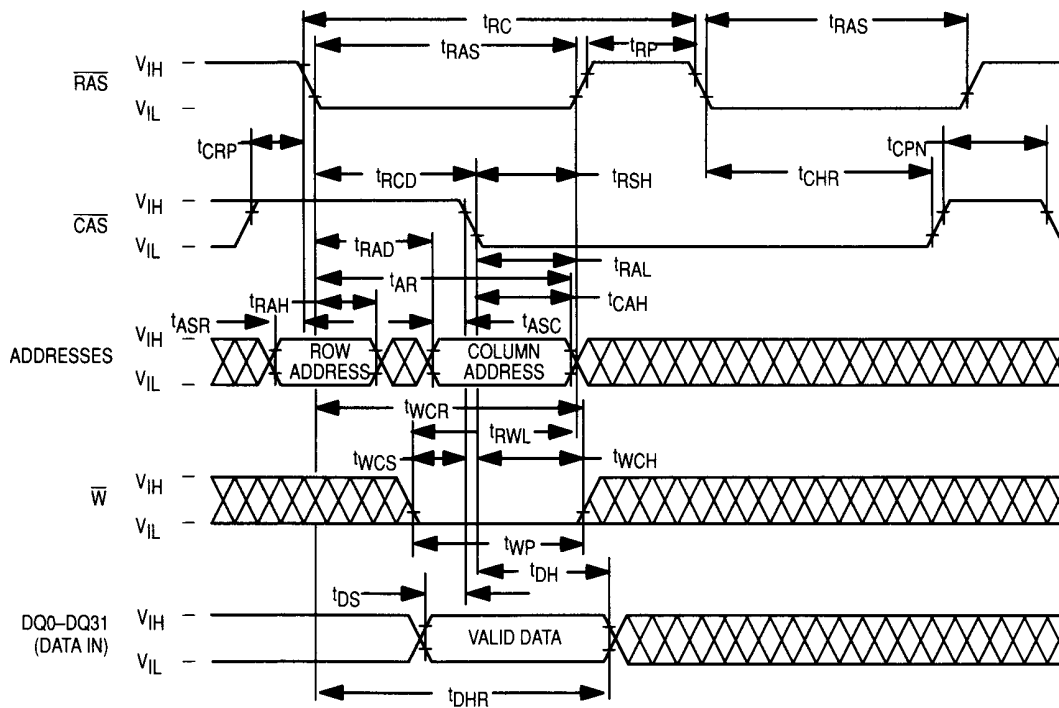 tRC
tRAS
tRP
tRAS
RAS
VIH
VIL
tCRP
tRCD
tRSH
tCHR
tCPN
CAS
VIH
VIL
tRAD
tRAL
tAR
tRAH
tCAH
tASR
tASC
ADDRESSES
VIH
VIL
ROW
ADDRESS
COLUMN
ADDRESS
tWCR
tRWL
tWCS
tWCH
W
VIH
VIL
tWP
tDH
tDS
DQ0–DQ31
(DATA IN)
VIH
VIL
VALID DATA
tDHR